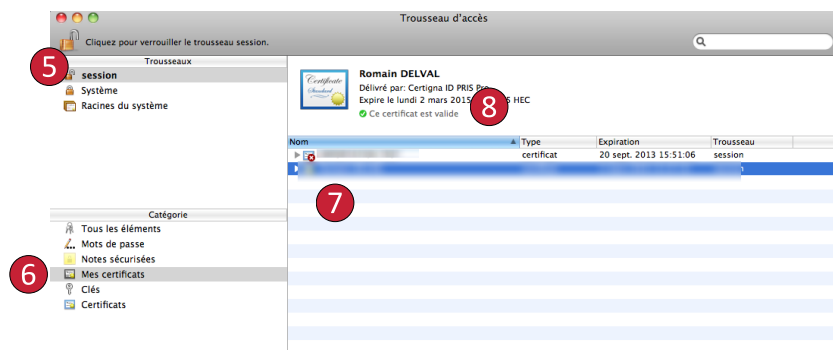 Trousseau d'accès
Cliquez pour verrouiller le trousseau session.
Trousseaux
5
session
Système
Racines du système
Certificate
Standard
Romain DELVAL
Délivré par: Certigna ID PRIS Pro
Expire le lundi 2 mars 2015 5 HEC
8
Ce certificat est valide
Nom Type Expiration Trousseau
certificat 20 sept. 2013 15:51:06 session
7
Catégorie
Tous les éléments
Mots de passe
Notes sécurisées
6
Mes certificats
Clés
Certificats